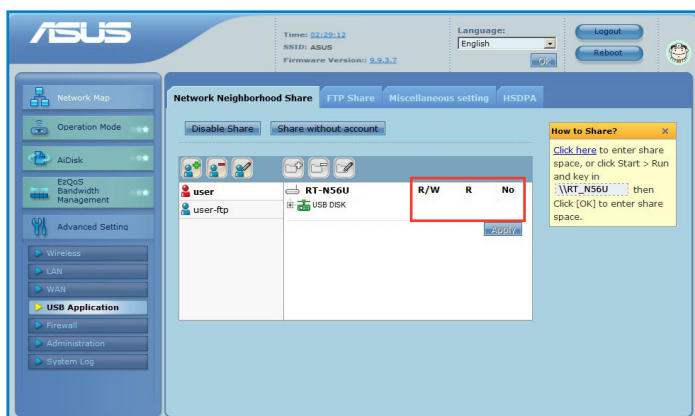 ASUS
Time: 02:29:12
SSID: ASUS
Firmware Version: 9.9.3.7
Language:
English
OK
Logout
Reboot
Network Map
Operation Mode
AiDisk
EzQoS
Bandwidth
Management
Advanced Setting
Wireless
LAN
WAN
USB Application
Firewall
Administration
System Log
Network Neighborhood Share FTP Share Miscellaneous setting HSDPA
Disable Share Share without account
user
user-ftp
RT-N56U R/W R No
USB DISK
Apply
How to Share? ×
Click here to enter share
space, or click Start > Run
and key in
\\RT_N56U then
Click [OK] to enter share
space.